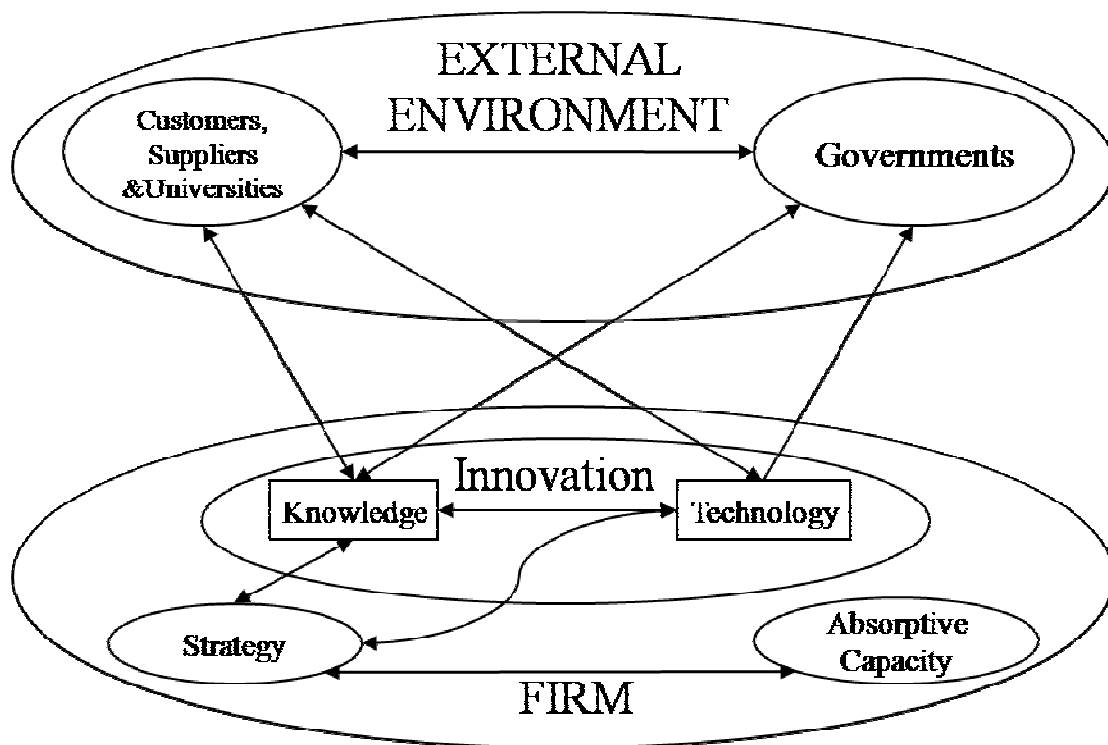 EXTERNAL
ENVIRONMENT
Customers,
Suppliers
&Universities
Governments
Innovation
Knowledge
Technology
Strategy
Absorptive
Capacity
FIRM